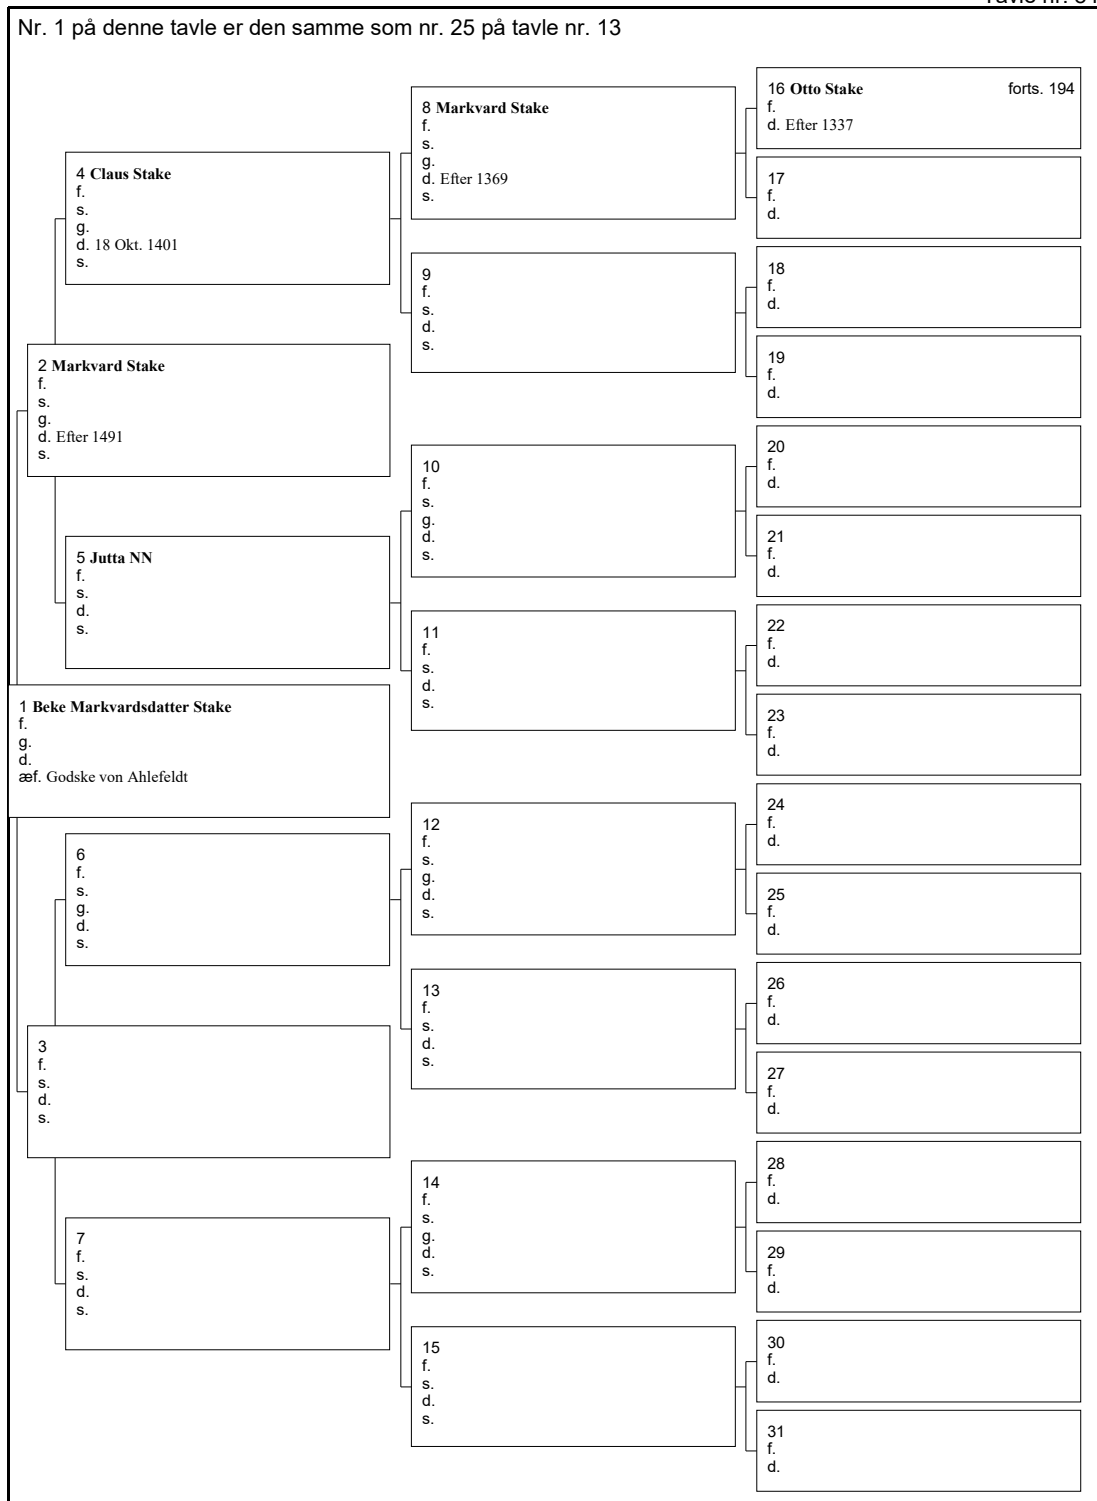 Nr. 1 på denne tavle er den samme som nr. 25 på tavle nr. 13
16 Otto Stake forts. 194
f.
d. Efter 1337
8 Markvard Stake
f.
s.
g.
d. Efter 1369
s.
17
f.
d.
4 Claus Stake
f.
s.
g.
d. 18 Okt. 1401
s.
18
f.
d.
9
f.
s.
d.
s.
19
f.
d.
2 Markvard Stake
f.
s.
g.
d. Efter 1491
s.
20
f.
d.
10
f.
s.
g.
d.
s.
21
f.
d.
5 Jutta NN
f.
s.
d.
s.
22
f.
d.
11
f.
s.
d.
s.
23
f.
d.
1 Beke Markvardsdatter Stake
f.
g.
d.
æf. Godske von Ahlefeldt
24
f.
d.
12
f.
s.
g.
d.
s.
25
f.
d.
6
f.
s.
g.
d.
s.
26
f.
d.
13
f.
s.
d.
s.
27
f.
d.
3
f.
s.
d.
s.
28
f.
d.
14
f.
s.
g.
d.
s.
29
f.
d.
7
f.
s.
d.
s.
30
f.
d.
15
f.
s.
d.
s.
31
f.
d.